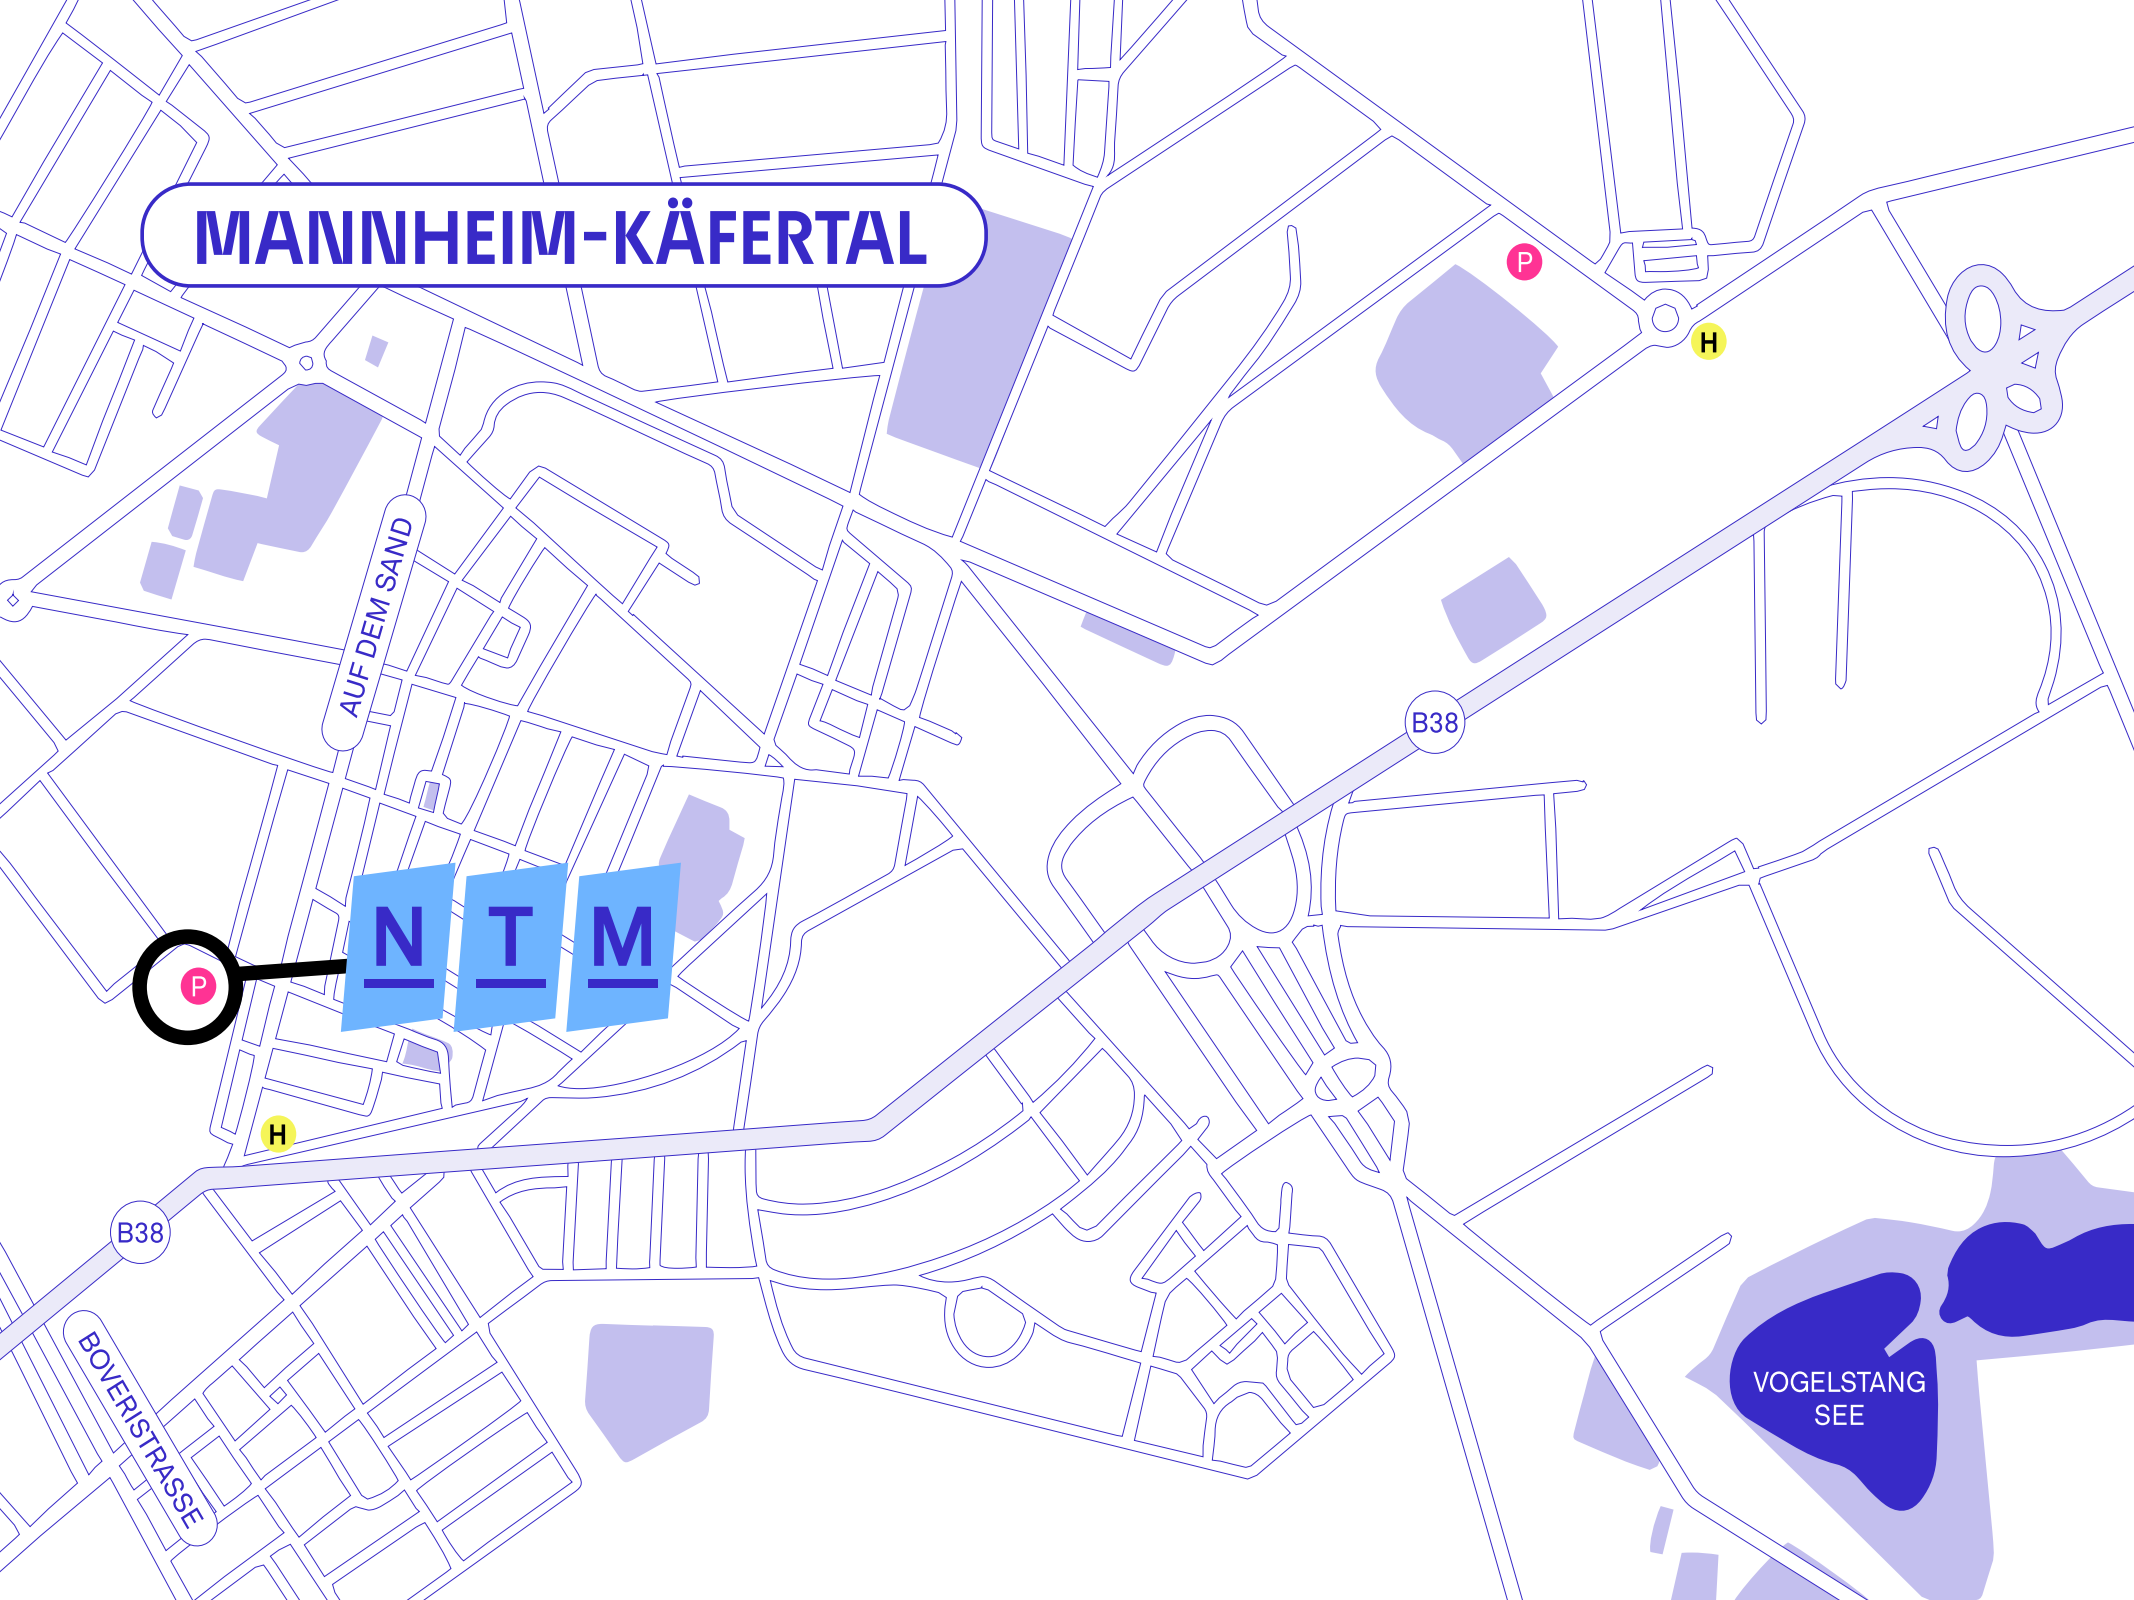 MANNHEIM-KÄFERTAL
P
H
AUF DEM SAND
B38
N T M
P
H
B38
BOVERISTRASSE
VOGELSTANG
SEE